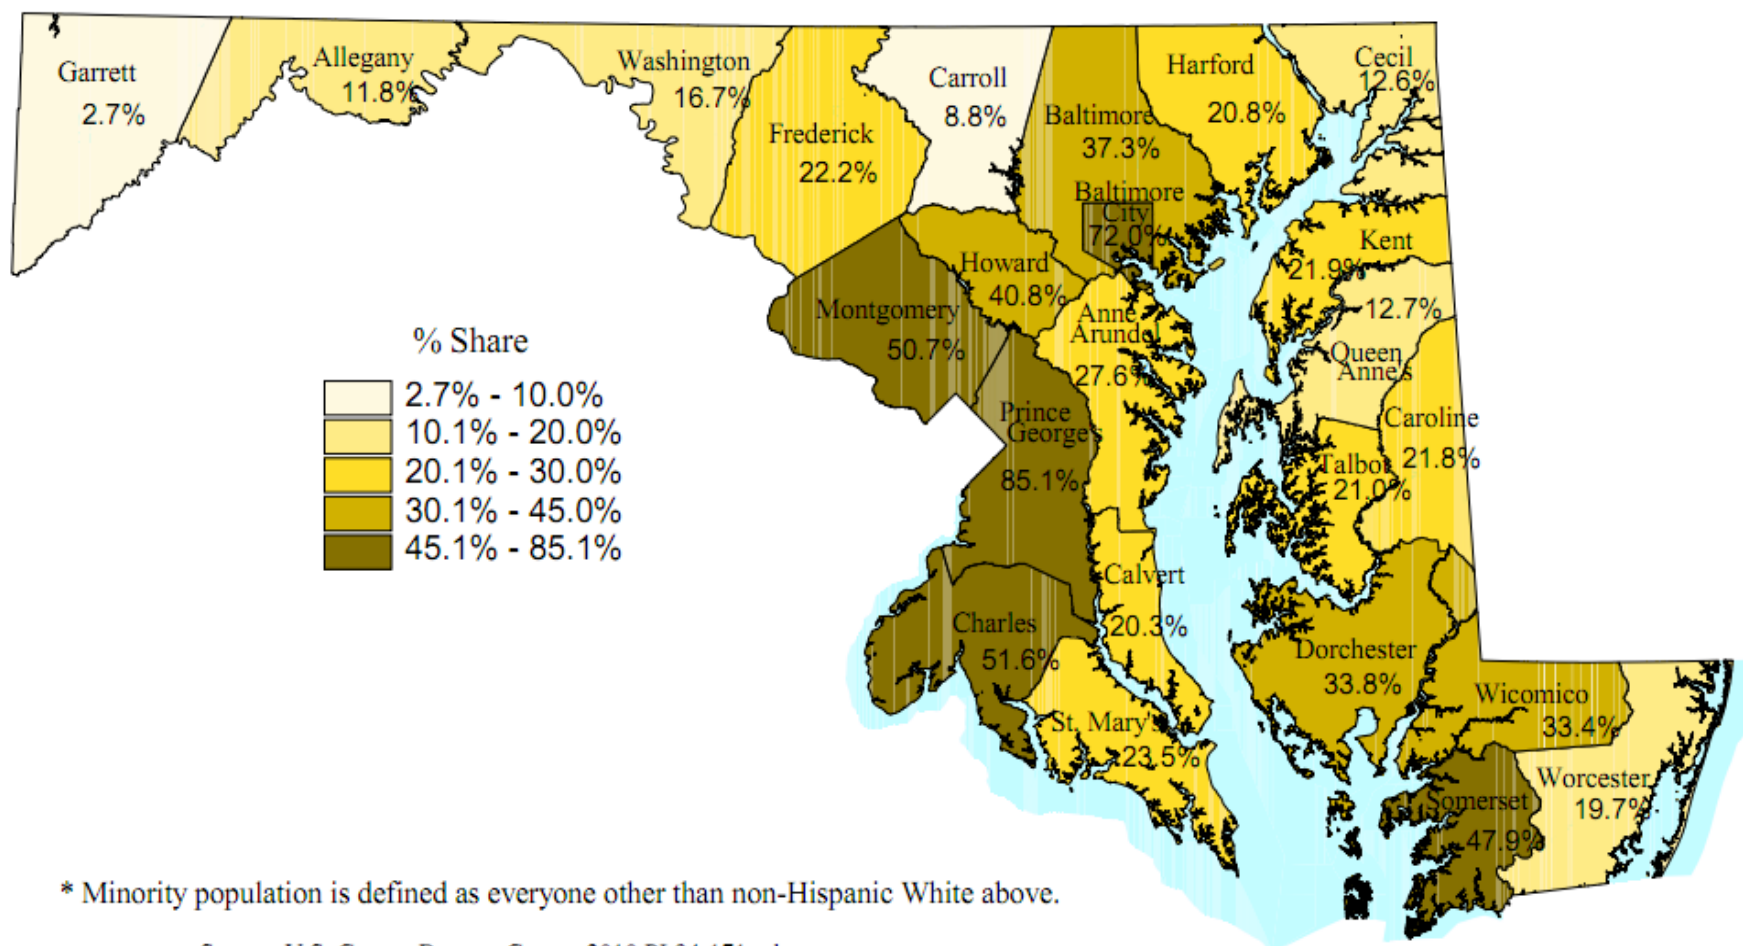 Garrett
2.7%
Allegany
11.8%
Washington
16.7%
Frederick
22.2%
Carroll
8.8%
Baltimore
37.3%
Baltimore
City
72.0%
Harford
20.8%
Cecil
12.6%
Kent
21.9%
12.7%
Queen
Anne's
Howard
40.8%
Montgomery
50.7%
Anne
Arundel
27.6%
Prince
George's
85.1%
Caroline
21.8%
Talbot
21.0%
Calvert
20.3%
Charles
51.6%
St. Mary's
23.5%
Dorchester
33.8%
Wicomico
33.4%
Worcester
19.7%
Somerset
47.9%
% Share
2.7% - 10.0%
10.1% - 20.0%
20.1% - 30.0%
30.1% - 45.0%
45.1% - 85.1%
* Minority population is defined as everyone other than non-Hispanic White above.